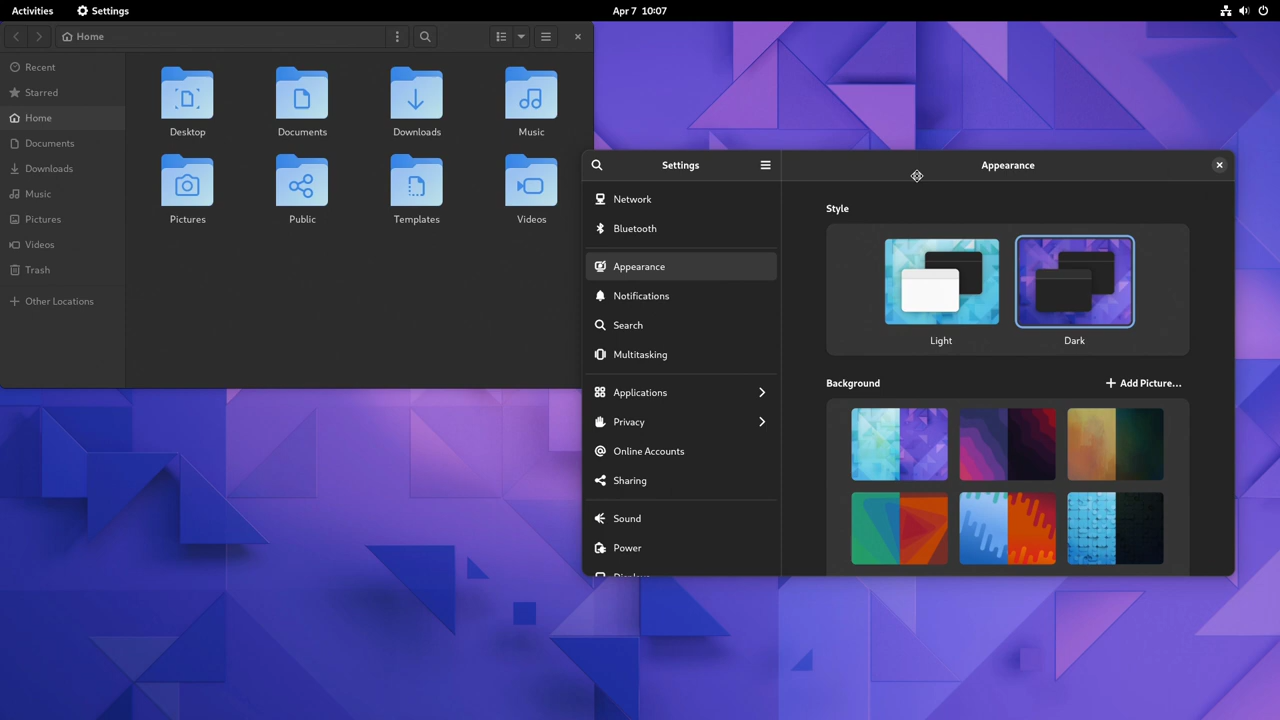 Activities
Settings
Apr 7 10:07
Home
Recent
Starred
Home
Documents
Downloads
Music
Pictures
Videos
Trash
Other Locations
Desktop
Documents
Downloads
Music
Pictures
Public
Templates
Videos
Settings
Network
Bluetooth
Appearance
Notifications
Search
Multitasking
Applications
Privacy
Online Accounts
Sharing
Sound
Power
Displays
Appearance
Style
Light
Dark
Background
Add Picture...